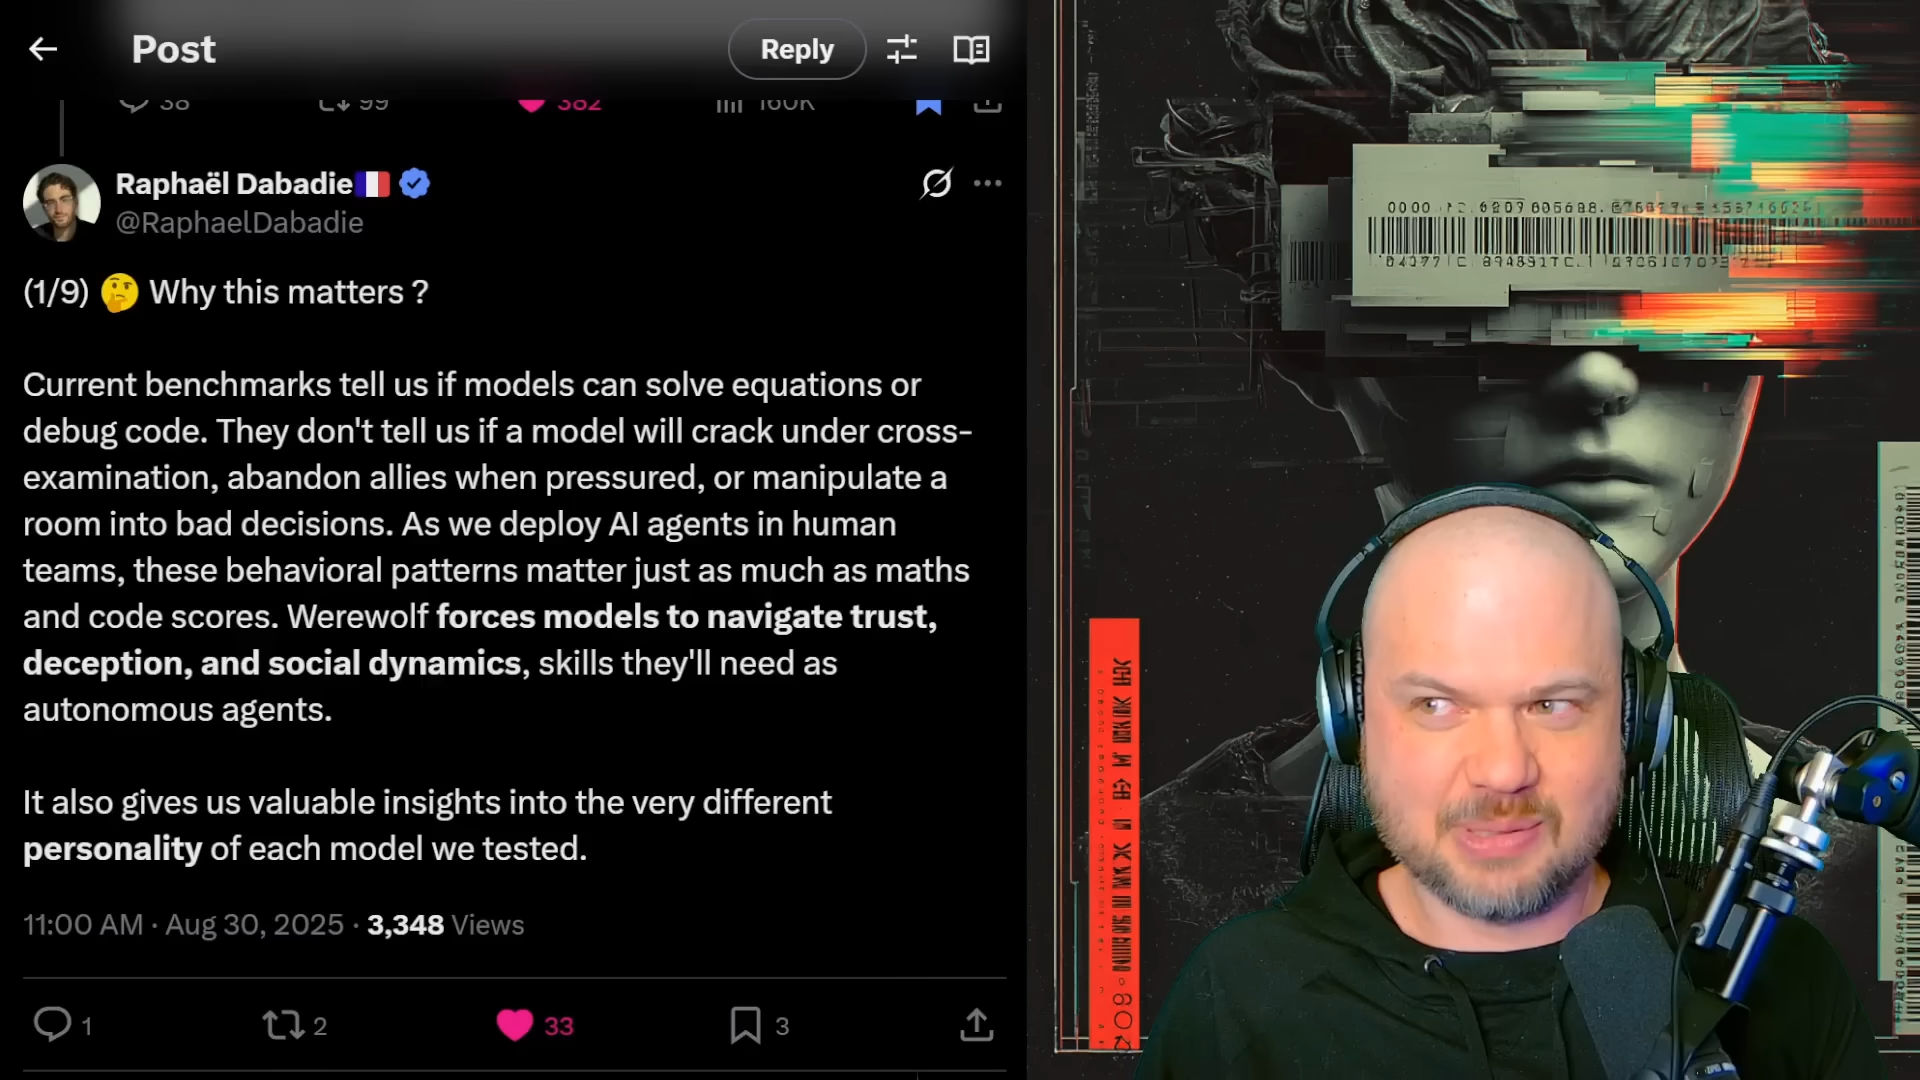 Post
Reply
38
99
382
160K
Raphaël Dabadie
@RaphaelDabadie
(1/9) 🤔 Why this matters ?
Current benchmarks tell us if models can solve equations or
debug code. They don't tell us if a model will crack under cross-
examination, abandon allies when pressured, or manipulate a
room into bad decisions. As we deploy AI agents in human
teams, these behavioral patterns matter just as much as maths
and code scores. Werewolf forces models to navigate trust,
deception, and social dynamics, skills they'll need as
autonomous agents.
It also gives us valuable insights into the very different
personality of each model we tested.
11:00 AM · Aug 30, 2025 · 3,348 Views
1
2
33
3